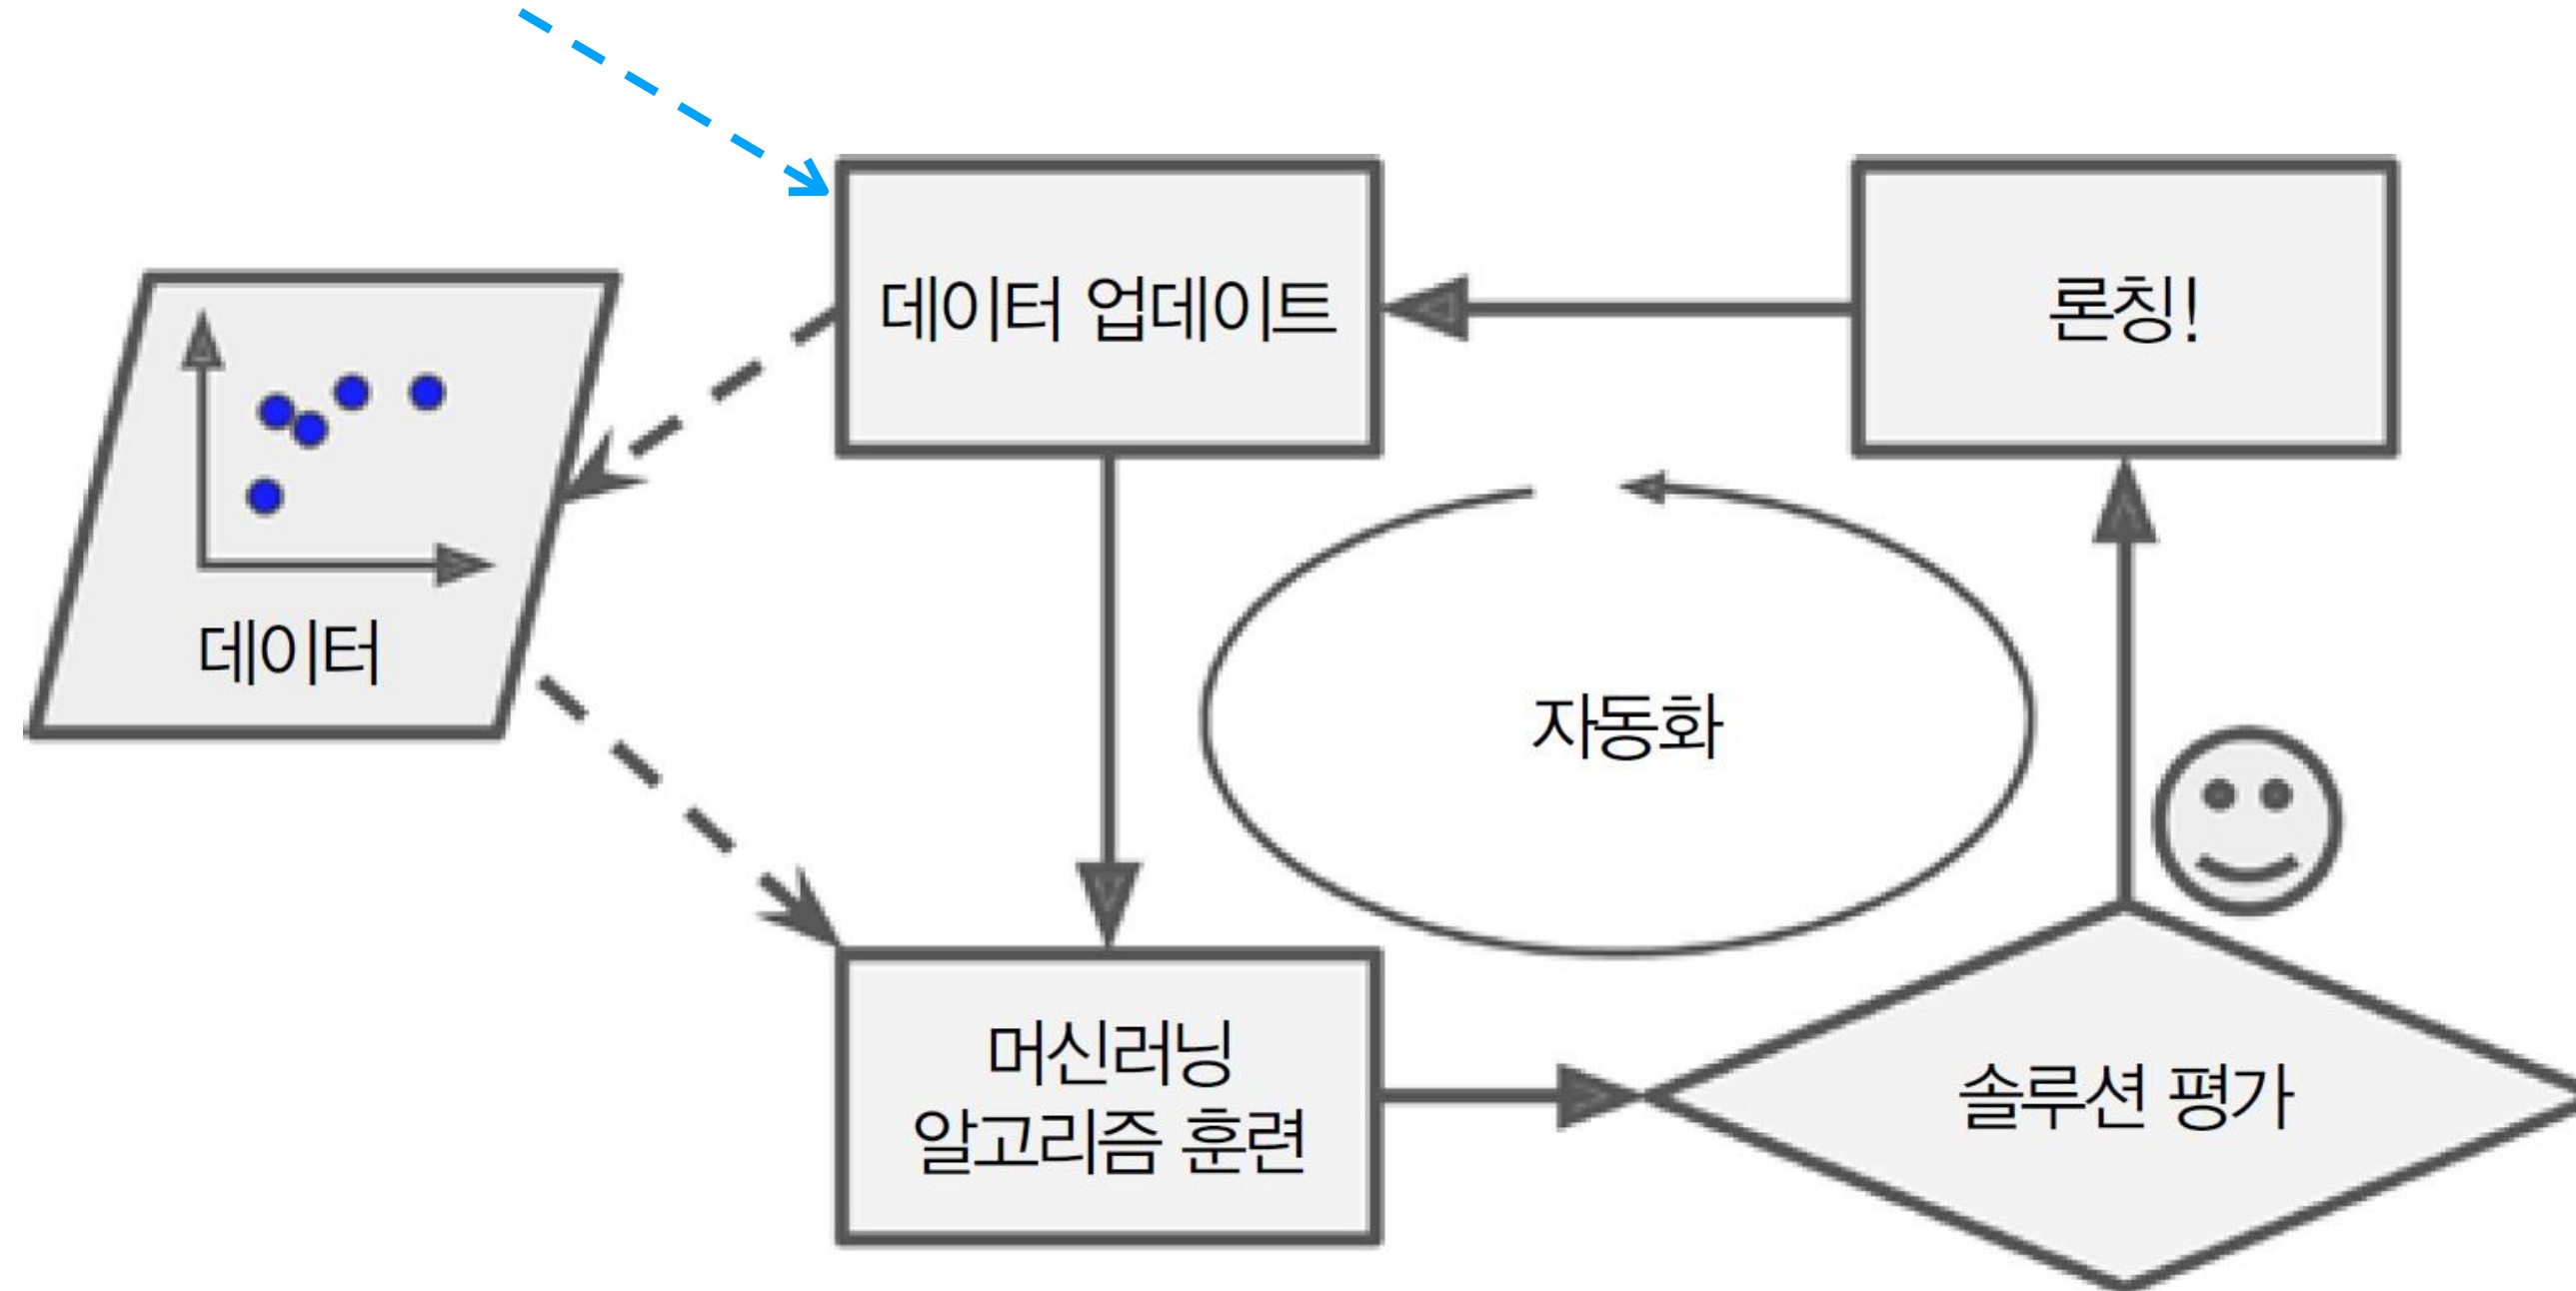 데이터 업데이트
론칭!
데이터
자동화
머신러닝
알고리즘 훈련
솔루션 평가